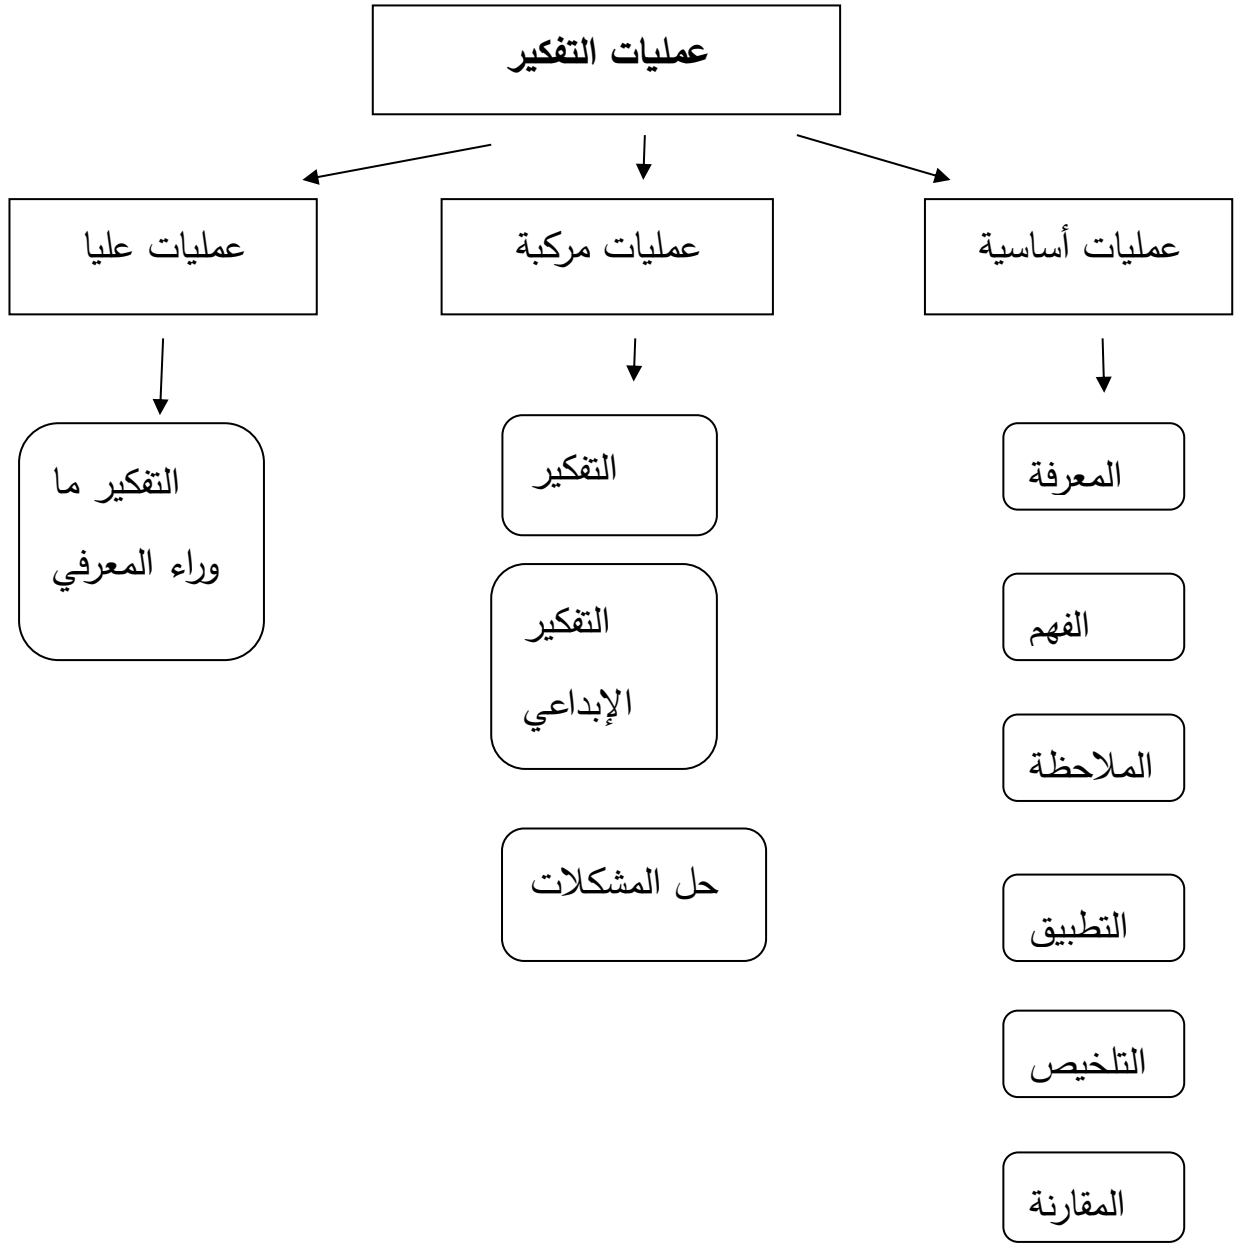 عمليات التفكير
عمليات أساسية
عمليات مركبة
عمليات عليا
المعرفة
الفهم
الملاحظة
التطبيق
التلخيص
المقارنة
التفكير
التفكير
الإبداعي
حل المشكلات
التفكير ما
وراء المعرفي